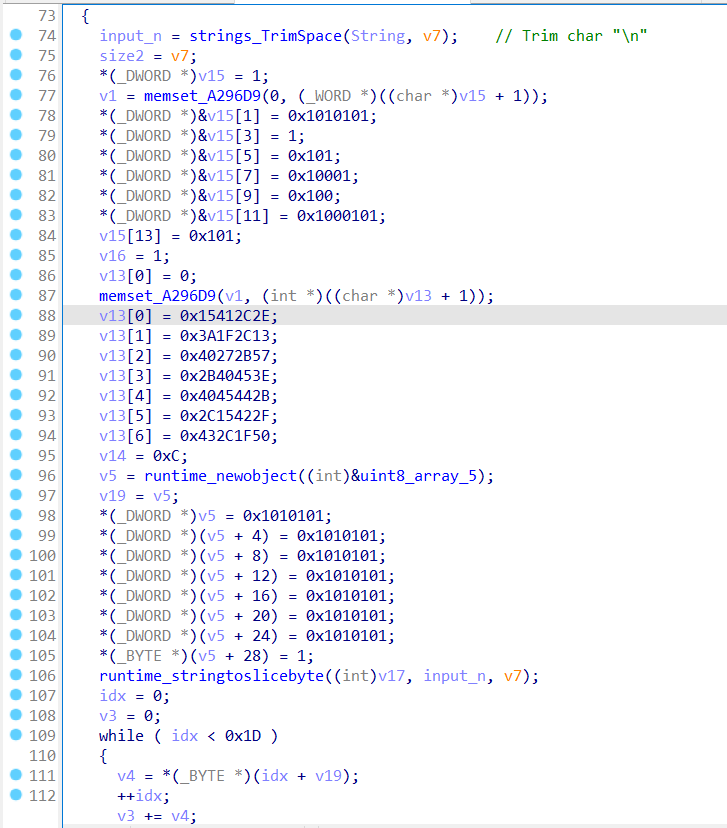 73 {
74 input_n = strings_TrimSpace(String, v7); // Trim char "\n"
75 size2 = v7;
76 *(_DWORD *)v15 = 1;
77 v1 = memset_A296D9(0, (_WORD *)((char *)v15 + 1));
78 *(_DWORD *)&v15[1] = 0x1010101;
79 *(_DWORD *)&v15[3] = 1;
80 *(_DWORD *)&v15[5] = 0x101;
81 *(_DWORD *)&v15[7] = 0x10001;
82 *(_DWORD *)&v15[9] = 0x100;
83 *(_DWORD *)&v15[11] = 0x1000101;
84 v15[13] = 0x101;
85 v16 = 1;
86 v13[0] = 0;
87 memset_A296D9(v1, (int *)((char *)v13 + 1));
88 v13[0] = 0x15412C2E;
89 v13[1] = 0x3A1F2C13;
90 v13[2] = 0x40272B57;
91 v13[3] = 0x2B40453E;
92 v13[4] = 0x4045442B;
93 v13[5] = 0x2C15422F;
94 v13[6] = 0x432C1F50;
95 v14 = 0xC;
96 v5 = runtime_newobject((int)&uint8_array_5);
97 v19 = v5;
98 *(_DWORD *)v5 = 0x1010101;
99 *(_DWORD *)(v5 + 4) = 0x1010101;
100 *(_DWORD *)(v5 + 8) = 0x1010101;
101 *(_DWORD *)(v5 + 12) = 0x1010101;
102 *(_DWORD *)(v5 + 16) = 0x1010101;
103 *(_DWORD *)(v5 + 20) = 0x1010101;
104 *(_DWORD *)(v5 + 24) = 0x1010101;
105 *(_BYTE *)(v5 + 28) = 1;
106 runtime_stringtoslicebyte((int)v17, input_n, v7);
107 idx = 0;
108 v3 = 0;
109 while ( idx < 0x1D )
110 {
111 v4 = *(_BYTE *)(idx + v19);
112 ++idx;
v3 += v4;